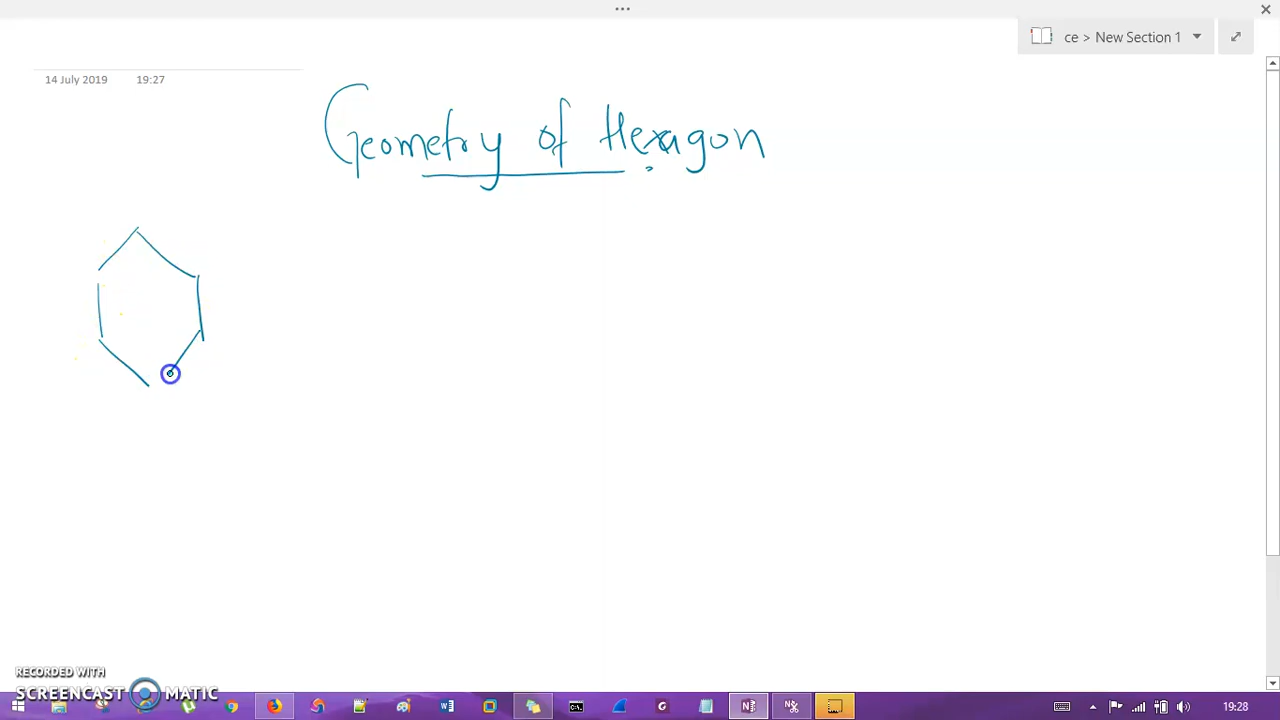 ce > New Section 1
14 July 2019 19:27
Geometry of Hexagon
RECORDED WITH
SCREENCAST MATIC
19:28